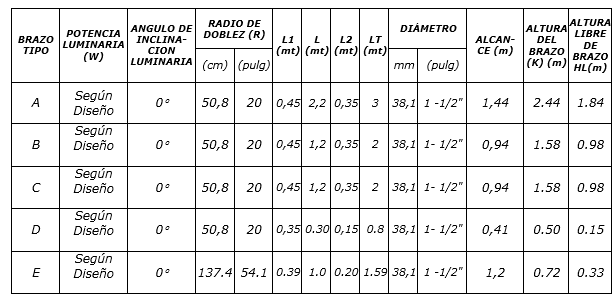 BRAZO TIPO | POTENCIA LUMINARIA (W) | ANGULO DE INCLINA- CION LUMINARIA | RADIO DE DOBLEZ (R) (cm) | (pulg) | L1 (mt) | L (mt) | L2 (mt) | LT (mt) | DIÁMETRO mm | (pulg) | ALCAN- CE (m) | ALTURA DEL BRAZO (K) (m) | ALTURA LIBRE DE BRAZO HL(m)
A | Según Diseño | 0° | 50,8 | 20 | 0,45 | 2,2 | 0,35 | 3 | 38,1 | 1 -1/2" | 1,44 | 2.44 | 1.84
B | Según Diseño | 0° | 50,8 | 20 | 0,45 | 1,2 | 0,35 | 2 | 38,1 | 1- 1/2" | 0,94 | 1.58 | 0.98
C | Según Diseño | 0° | 50,8 | 20 | 0,45 | 1,2 | 0,35 | 2 | 38,1 | 1- 1/2" | 0,94 | 1.58 | 0.98
D | Según Diseño | 0° | 50,8 | 20 | 0,35 | 0.30 | 0,15 | 0.8 | 38,1 | 1- 1/2" | 0,41 | 0.50 | 0.15
E | Según Diseño | 0° | 137.4 | 54.1 | 0.39 | 1.0 | 0.20 | 1.59 | 38,1 | 1 -1/2" | 1,2 | 0.72 | 0.33